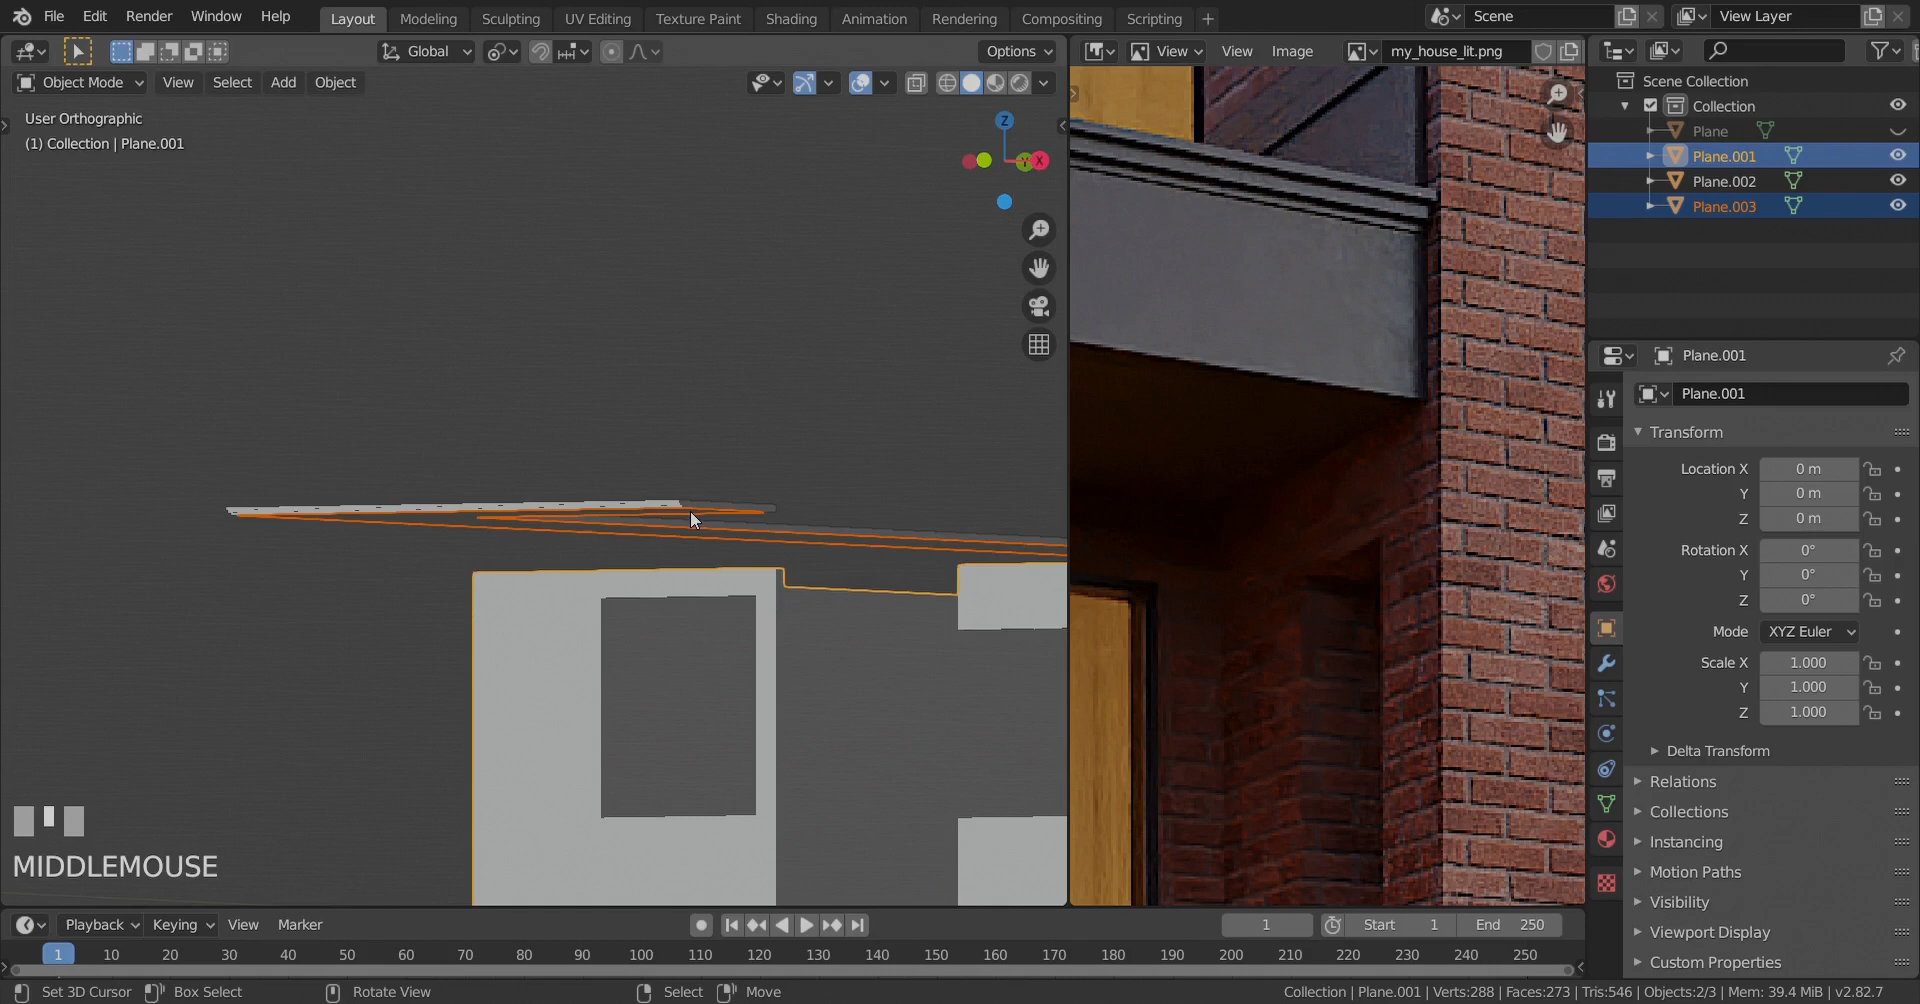 File Edit Render Window Help Layout Modeling Sculpting UV Editing Texture Paint Shading Animation Rendering Compositing Scripting + Scene View Layer
Global Options View View Image my_house_lit.png
Object Mode View Select Add Object
User Orthographic
(1) Collection | Plane.001
Z
Y X
Scene Collection
Collection
Plane
Plane.001
Plane.002
Plane.003
Plane.001
Plane.001
Transform
Location X 0 m
Y 0 m
Z 0 m
Rotation X 0°
Y 0°
Z 0°
Mode XYZ Euler
Scale X 1.000
Y 1.000
Z 1.000
Delta Transform
Relations
Collections
Instancing
Motion Paths
Visibility
Viewport Display
Custom Properties
MIDDLEMOUSE
Playback Keying View Marker 1 Start 1 End 250
1 10 20 30 40 50 60 70 80 90 100 110 120 130 140 150 160 170 180 190 200 210 220 230 240 250
Set 3D Cursor Box Select Rotate View Select Move Collection | Plane.001 | Verts:288 | Faces:273 | Tris:546 | Objects:2/3 | Mem: 39.4 MiB | v2.82.7